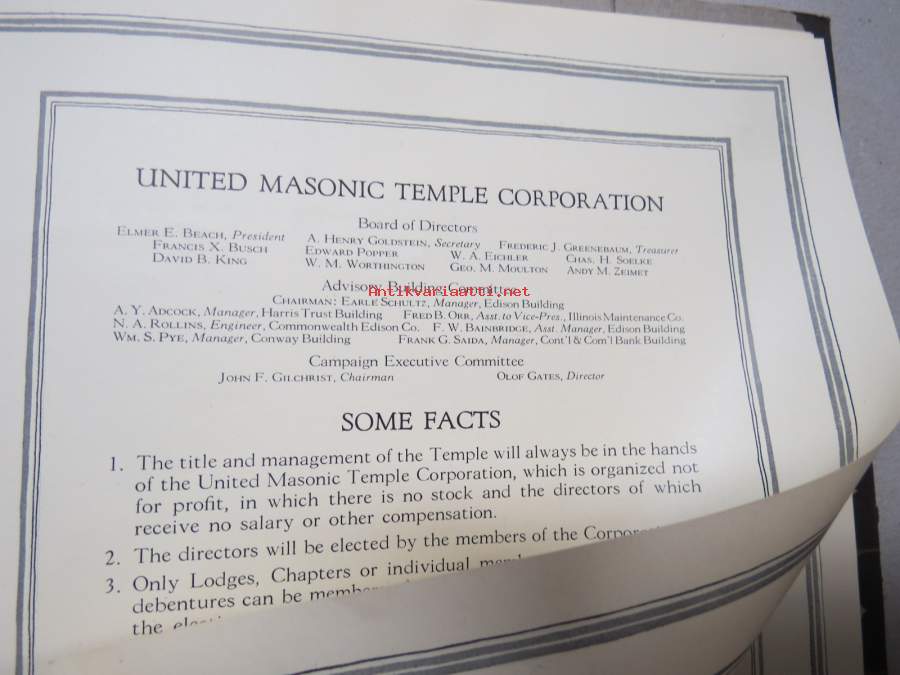 UNITED MASONIC TEMPLE CORPORATION
Board of Directors
ELMER E. BEACH, President A. HENRY GOLDSTEIN, Secretary FREDERIC J. GREENEBAUM, Treasurer
FRANCIS X. BUSCH EDWARD POPPER W. A. EICHLER CHAS. H. SOELKE
DAVID B. KING W. M. WORTHINGTON GEO. M. MOULTON ANDY M. ZEIMET
Advisory Building Committee
Antikvariaatti.net
CHAIRMAN: EARLE SCHULTZ, Manager, Edison Building
A. Y. ADCOCK, Manager, Harris Trust Building FRED B. ORR, Asst. to Vice-Pres., Illinois Maintenance Co.
N. A. ROLLINS, Engineer, Commonwealth Edison Co. F. W. BAINBRIDGE, Asst. Manager, Edison Building
WM. S. PYE, Manager, Conway Building FRANK G. SAIDA, Manager, Cont'l & Com'l Bank Building
Campaign Executive Committee
JOHN F. GILCHRIST, Chairman OLOF GATES, Director
SOME FACTS
1. The title and management of the Temple will always be in the hands
of the United Masonic Temple Corporation, which is organized not
for profit, in which there is no stock and the directors of which
receive no salary or other compensation.
2. The directors will be elected by the members of the
3. Only Lodges, Chapters or individual
debentures can be
the